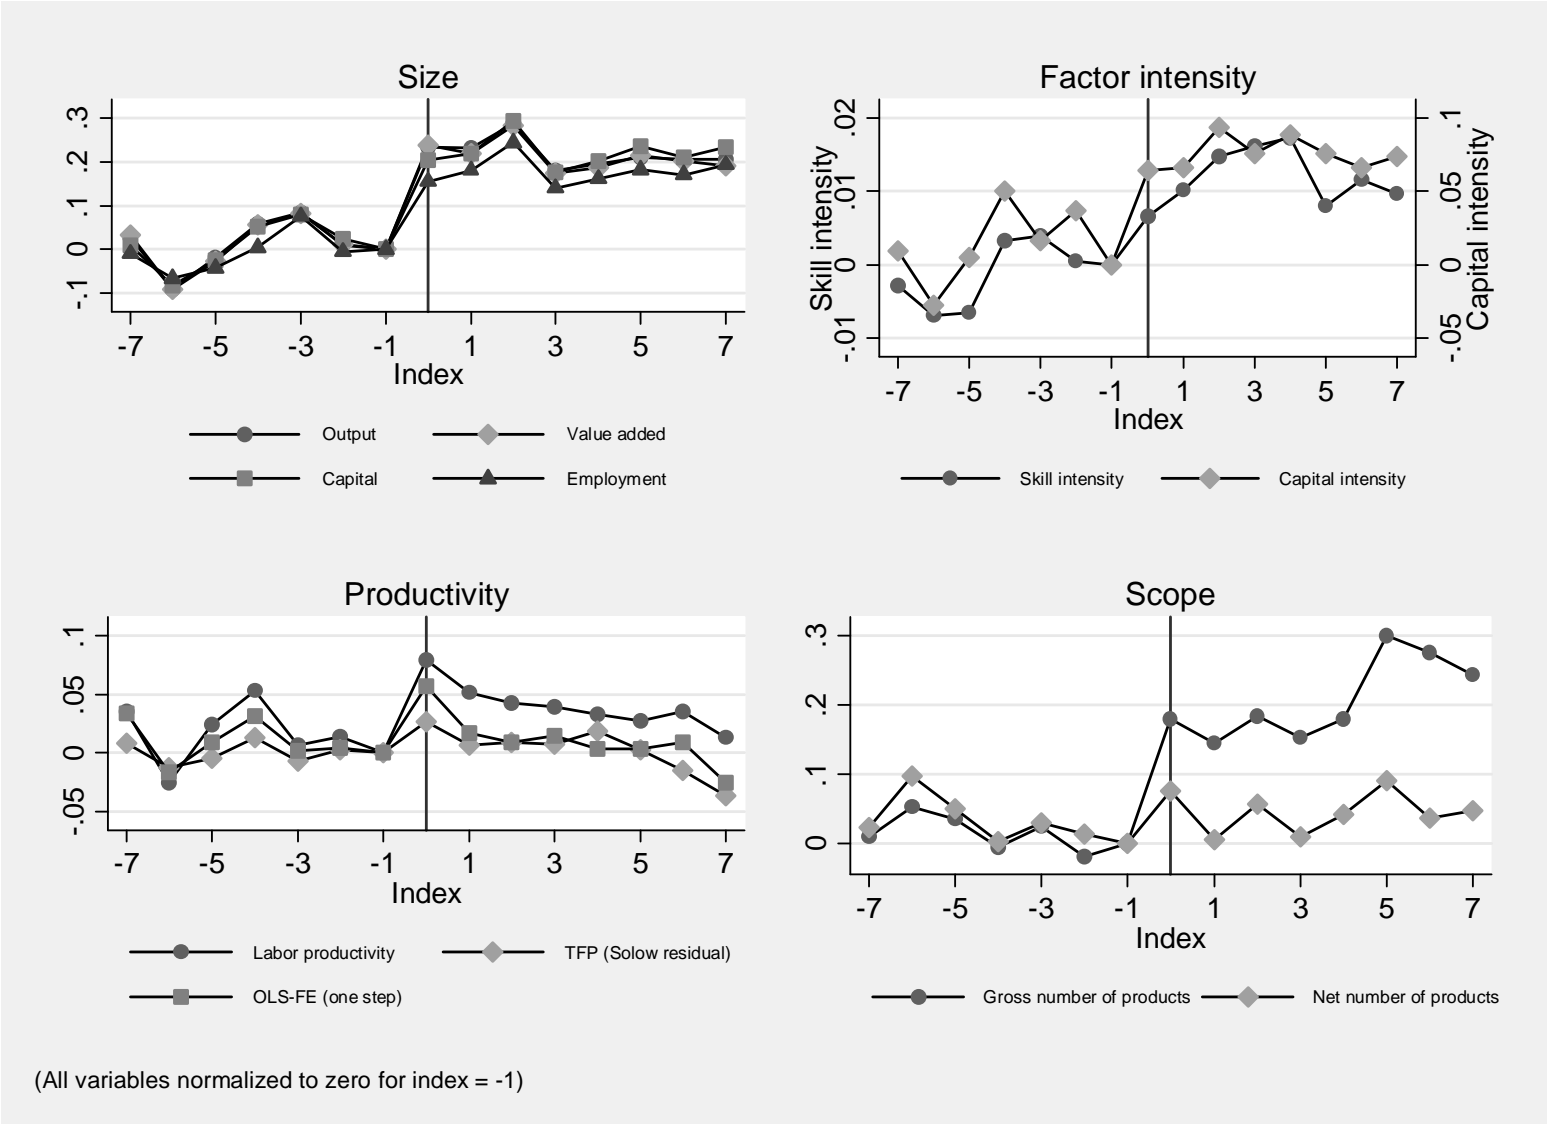 Size
.3
.2
.1
0
-.1
-7 -5 -3 -1 1 3 5 7
Index
Output Value added
Capital Employment
Factor intensity
Skill intensity
.02
.01
0
-.01
Capital intensity
.1
.05
0
-.05
-7 -5 -3 -1 1 3 5 7
Index
Skill intensity Capital intensity
Productivity
.1
.05
0
-.05
-7 -5 -3 -1 1 3 5 7
Index
Labor productivity TFP (Solow residual)
OLS-FE (one step)
Scope
.3
.2
.1
0
-7 -5 -3 -1 1 3 5 7
Index
Gross number of products Net number of products
(All variables normalized to zero for index = -1)